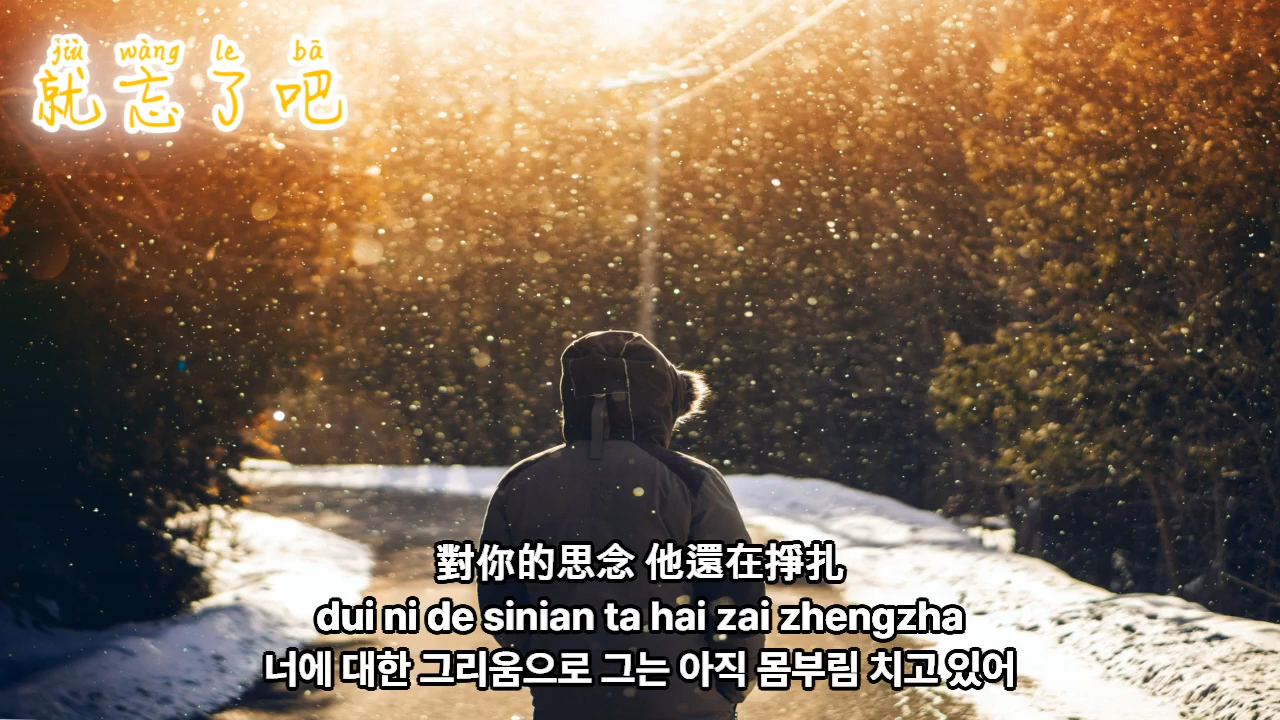 jiù wàng le bā
就忘了吧
對你的思念 他還在掙扎
dui ni de sinian ta hai zai zhengzha
너에 대한 그리움으로 그는 아직 몸부림 치고 있어